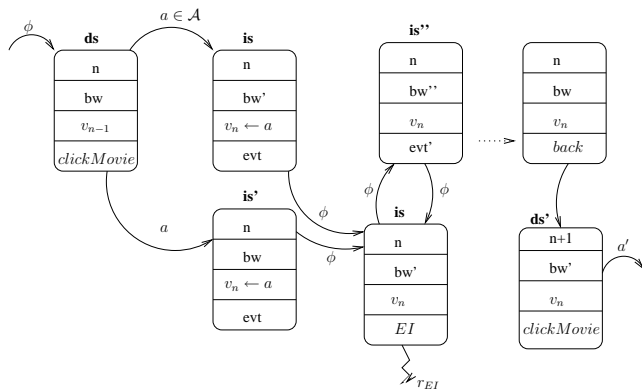 ϕ
ds
n
bw
v_{n−1}
clickMovie
a ∈ 𝒜
is
n
bw'
v_n ← a
evt
a
is'
n
bw
v_n ← a
evt
ϕ
ϕ
is''
n
bw''
v_n
evt'
ϕ
ϕ
is
n
bw'
v_n
EI
r_{EI}
n
bw
v_n
back
ds'
n+1
bw'
v_n
clickMovie
a′